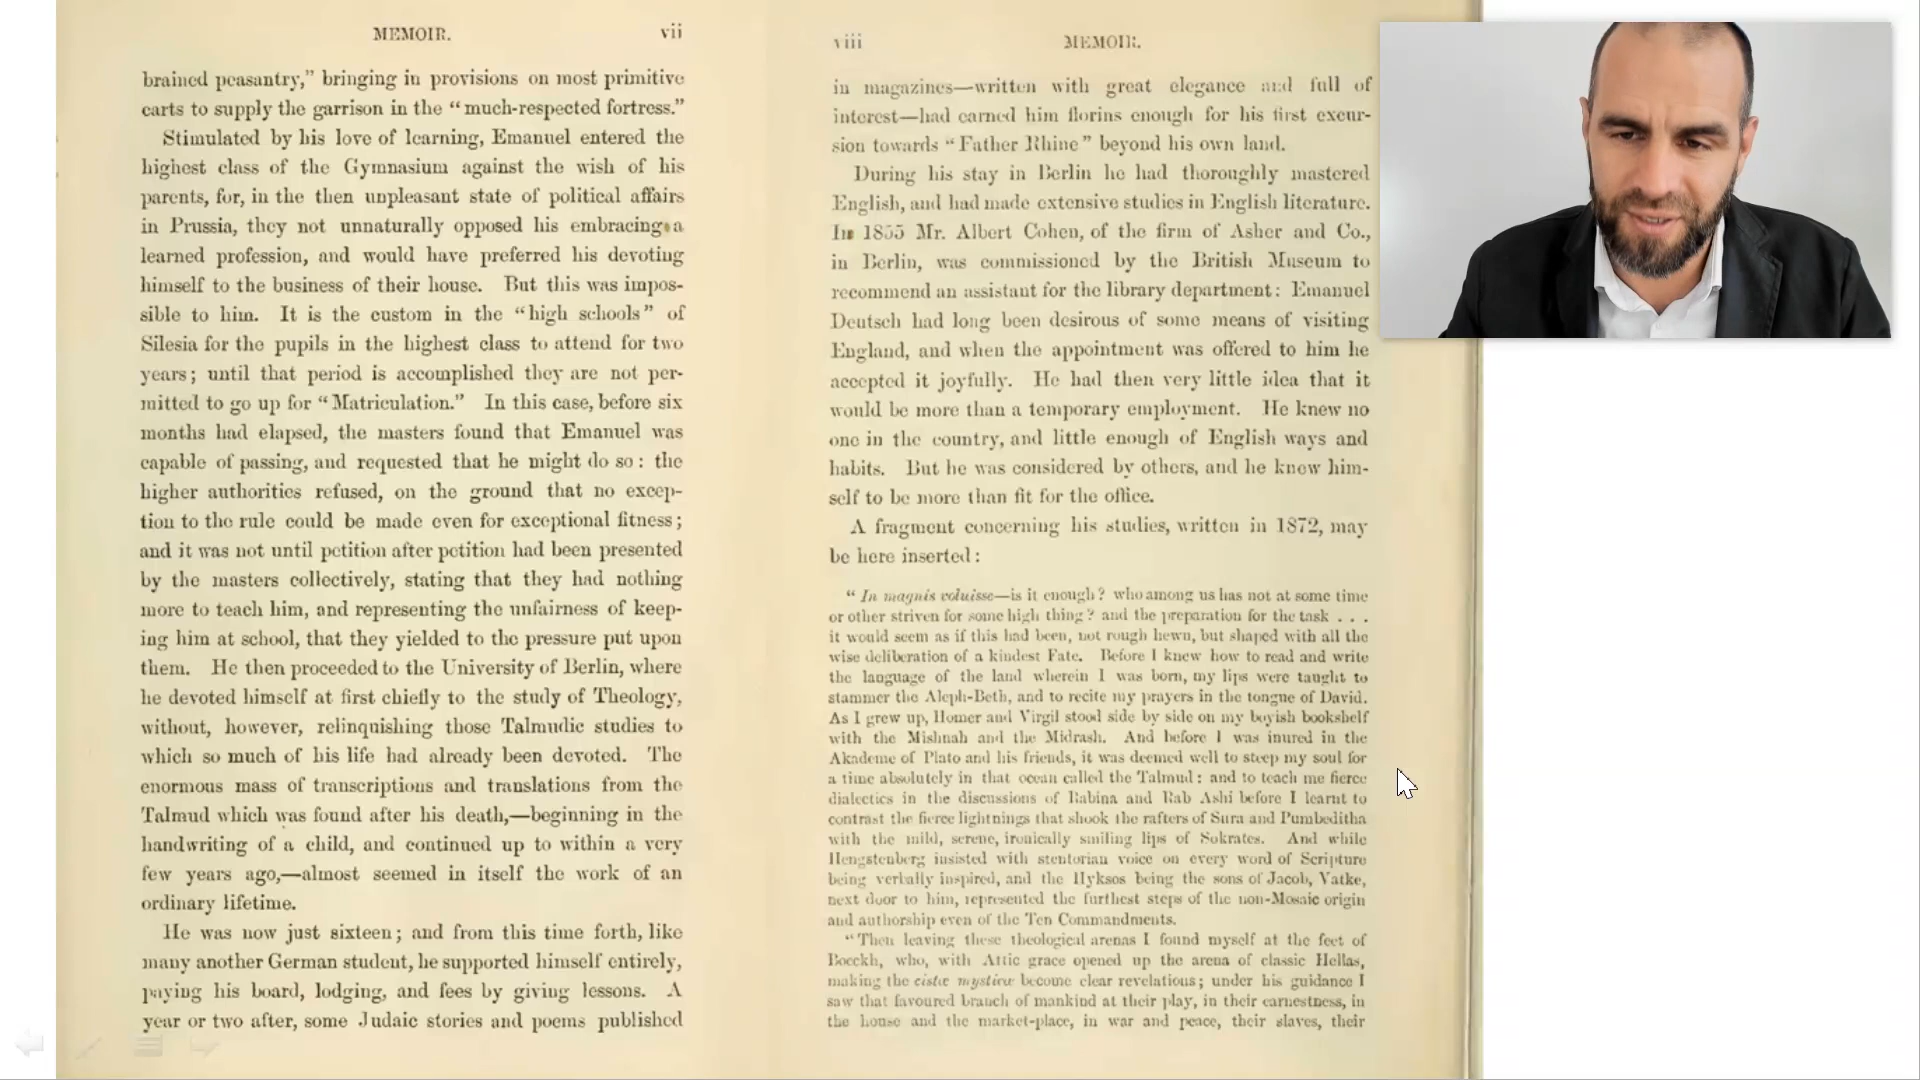 MEMOIR. vii
brained peasantry,” bringing in provisions on most primitive
carts to supply the garrison in the “much-respected fortress.”
Stimulated by his love of learning, Emanuel entered the
highest class of the Gymnasium against the wish of his
parents, for, in the then unpleasant state of political affairs
in Prussia, they not unnaturally opposed his embracing a
learned profession, and would have preferred his devoting
himself to the business of their house. But this was impos-
sible to him. It is the custom in the “high schools” of
Silesia for the pupils in the highest class to attend for two
years; until that period is accomplished they are not per-
mitted to go up for “Matriculation.” In this case, before six
months had elapsed, the masters found that Emanuel was
capable of passing, and requested that he might do so: the
higher authorities refused, on the ground that no excep-
tion to the rule could be made even for exceptional fitness;
and it was not until petition after petition had been presented
by the masters collectively, stating that they had nothing
more to teach him, and representing the unfairness of keep-
ing him at school, that they yielded to the pressure put upon
them. He then proceeded to the University of Berlin, where
he devoted himself at first chiefly to the study of Theology,
without, however, relinquishing those Talmudic studies to
which so much of his life had already been devoted. The
enormous mass of transcriptions and translations from the
Talmud which was found after his death,—beginning in the
handwriting of a child, and continued up to within a very
few years ago,—almost seemed in itself the work of an
ordinary lifetime.
He was now just sixteen; and from this time forth, like
many another German student, he supported himself entirely,
paying his board, lodging, and fees by giving lessons. A
year or two after, some Judaic stories and poems published
viii MEMOIR.
in magazines—written with great elegance and full of
interest—had earned him florins enough for his first excur-
sion towards “Father Rhine” beyond his own land.
During his stay in Berlin he had thoroughly mastered
English, and had made extensive studies in English literature.
In 1855 Mr. Albert Cohen, of the firm of Asher and Co.,
in Berlin, was commissioned by the British Museum to
recommend an assistant for the library department: Emanuel
Deutsch had long been desirous of some means of visiting
England, and when the appointment was offered to him he
accepted it joyfully. He had then very little idea that it
would be more than a temporary employment. He knew no
one in the country, and little enough of English ways and
habits. But he was considered by others, and he knew him-
self to be more than fit for the office.
A fragment concerning his studies, written in 1872, may
be here inserted:
“In magnis voluisse—is it enough? who among us has not at some time
or other striven for some high thing? and the preparation for the task . . .
it would seem as if this had been, not rough hewn, but shaped with all the
wise deliberation of a kindest Fate. Before I knew how to read and write
the language of the land wherein I was born, my lips were taught to
stammer the Aleph-Beth, and to recite my prayers in the tongue of David.
As I grew up, Homer and Virgil stood side by side on my boyish bookshelf
with the Mishnah and the Midrash. And before I was inured in the
Akademe of Plato and his friends, it was deemed well to steep my soul for
a time absolutely in that ocean called the Talmud: and to teach me fierce
dialectics in the discussions of Rabina and Rab Ashi before I learnt to
contrast the fierce lightnings that shook the rafters of Sura and Pumbeditha
with the mild, serene, ironically smiling lips of Sokrates. And while
Hengstenberg insisted with stentorian voice on every word of Scripture
being verbally inspired, and the Hyksos being the sons of Jacob, Vatke,
next door to him, represented the furthest steps of the non-Mosaic origin
and authorship even of the Ten Commandments.
“Then leaving these theological arenas I found myself at the feet of
Boeckh, who, with Attic grace opened up the arena of classic Hellas,
making the cistæ mysticæ become clear revelations; under his guidance I
saw that favoured branch of mankind at their play, in their earnestness, in
the house and the market-place, in war and peace, their slaves, their